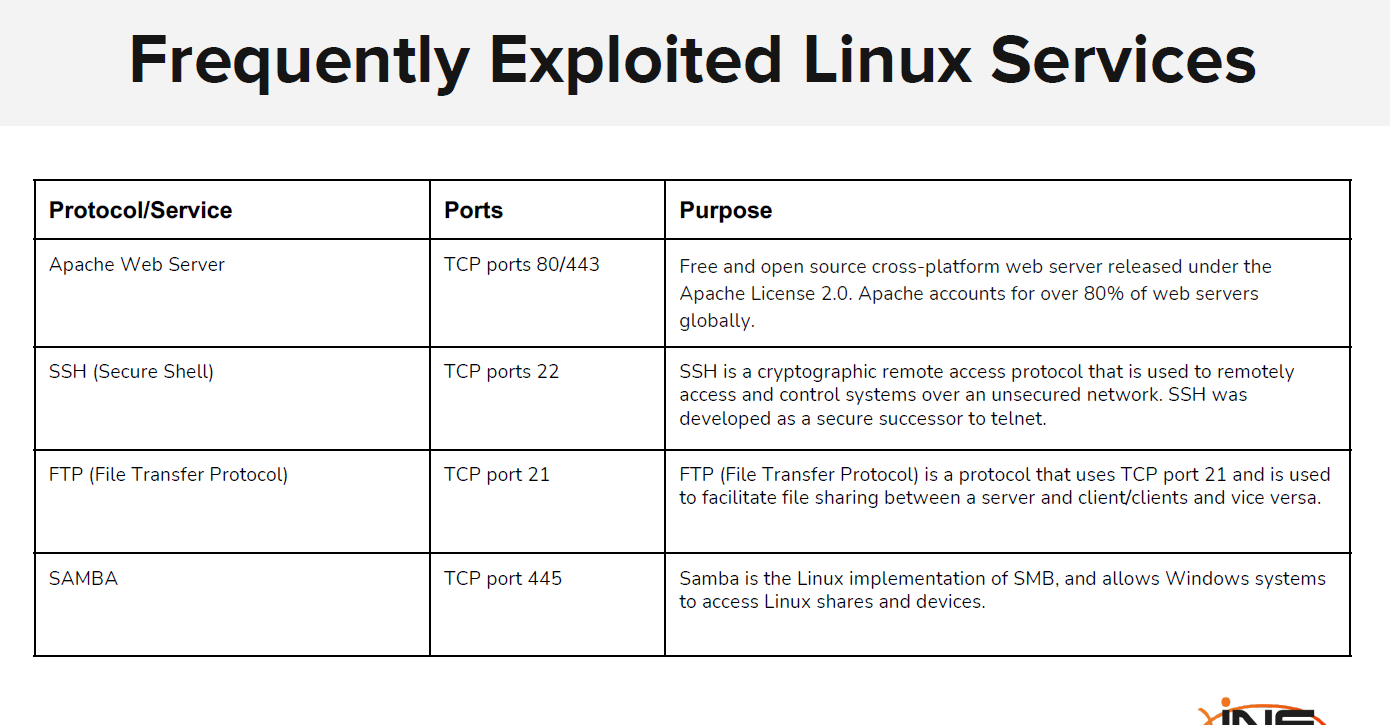 Frequently Exploited Linux Services
Protocol/Service
Ports
Purpose
Apache Web Server
TCP ports 80/443
Free and open source cross-platform web server released under the
Apache License 2.0. Apache accounts for over 80% of web servers
globally.
SSH (Secure Shell)
TCP ports 22
SSH is a cryptographic remote access protocol that is used to remotely
access and control systems over an unsecured network. SSH was
developed as a secure successor to telnet.
FTP (File Transfer Protocol)
TCP port 21
FTP (File Transfer Protocol) is a protocol that uses TCP port 21 and is used
to facilitate file sharing between a server and client/clients and vice versa.
SAMBA
TCP port 445
Samba is the Linux implementation of SMB, and allows Windows systems
to access Linux shares and devices.